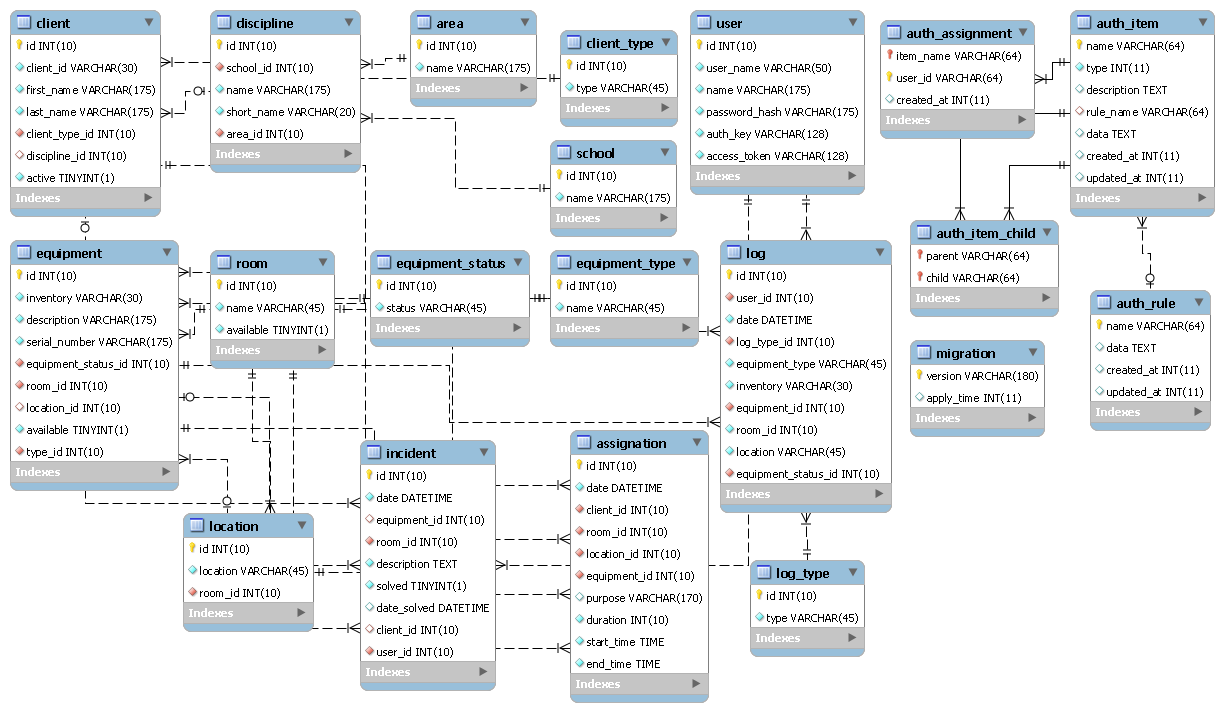 client
id INT(10)
client_id VARCHAR(30)
first_name VARCHAR(175)
last_name VARCHAR(175)
client_type_id INT(10)
discipline_id INT(10)
active TINYINT(1)
Indexes
discipline
id INT(10)
school_id INT(10)
name VARCHAR(175)
short_name VARCHAR(20)
area_id INT(10)
Indexes
area
id INT(10)
name VARCHAR(175)
Indexes
client_type
id INT(10)
type VARCHAR(45)
Indexes
school
id INT(10)
name VARCHAR(175)
Indexes
user
id INT(10)
user_name VARCHAR(50)
name VARCHAR(175)
password_hash VARCHAR(175)
auth_key VARCHAR(128)
access_token VARCHAR(128)
Indexes
auth_assignment
item_name VARCHAR(64)
user_id VARCHAR(64)
created_at INT(11)
Indexes
auth_item
name VARCHAR(64)
type INT(11)
description TEXT
rule_name VARCHAR(64)
data TEXT
created_at INT(11)
updated_at INT(11)
Indexes
equipment
id INT(10)
inventory VARCHAR(30)
description VARCHAR(175)
serial_number VARCHAR(175)
equipment_status_id INT(10)
room_id INT(10)
location_id INT(10)
available TINYINT(1)
type_id INT(10)
Indexes
room
id INT(10)
name VARCHAR(45)
available TINYINT(1)
Indexes
equipment_status
id INT(10)
status VARCHAR(45)
Indexes
equipment_type
id INT(10)
name VARCHAR(45)
Indexes
log
id INT(10)
user_id INT(10)
date DATETIME
log_type_id INT(10)
equipment_type VARCHAR(45)
inventory VARCHAR(30)
equipment_id INT(10)
room_id INT(10)
location VARCHAR(45)
equipment_status_id INT(10)
Indexes
auth_item_child
parent VARCHAR(64)
child VARCHAR(64)
Indexes
auth_rule
name VARCHAR(64)
data TEXT
created_at INT(11)
updated_at INT(11)
Indexes
migration
version VARCHAR(180)
apply_time INT(11)
Indexes
location
id INT(10)
location VARCHAR(45)
room_id INT(10)
Indexes
incident
id INT(10)
date DATETIME
equipment_id INT(10)
room_id INT(10)
description TEXT
solved TINYINT(1)
date_solved DATETIME
client_id INT(10)
user_id INT(10)
Indexes
assignation
id INT(10)
date DATETIME
client_id INT(10)
room_id INT(10)
location_id INT(10)
equipment_id INT(10)
purpose VARCHAR(170)
duration INT(10)
start_time TIME
end_time TIME
Indexes
log_type
id INT(10)
type VARCHAR(45)
Indexes